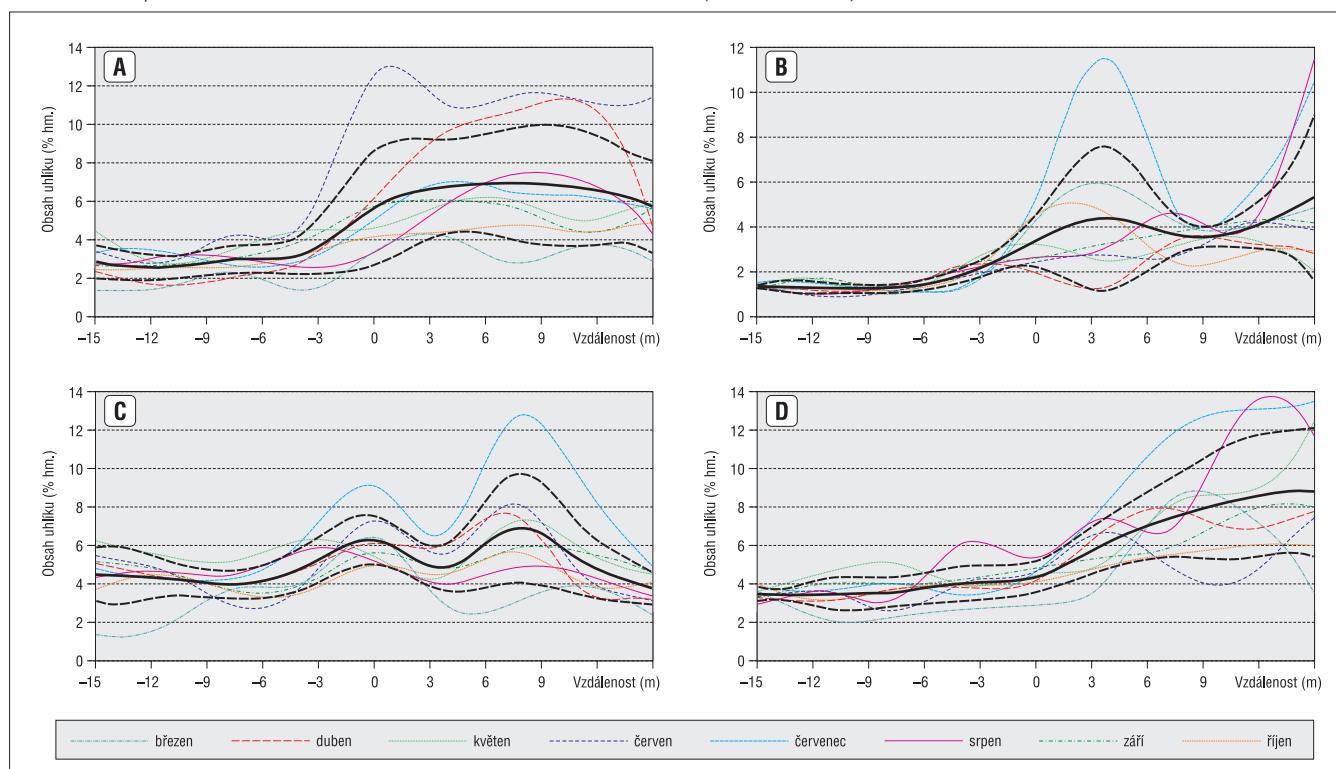 A
B
Obsah uhlíku (% hm.)
14
12
10
8
6
4
2
0
–15 –12 –9 –6 –3 0 3 6 9 Vzdálenost (m)
Obsah uhlíku (% hm.)
12
10
8
6
4
2
0
–15 –12 –9 –6 –3 0 3 6 9 Vzdálenost (m)
C
D
Obsah uhlíku (% hm.)
14
12
10
8
6
4
2
0
–15 –12 –9 –6 –3 0 3 6 9 Vzdálenost (m)
Obsah uhlíku (% hm.)
14
12
10
8
6
4
2
0
–15 –12 –9 –6 –3 0 3 6 9 Vzdálenost (m)
březen duben květen červen červenec srpen září říjen